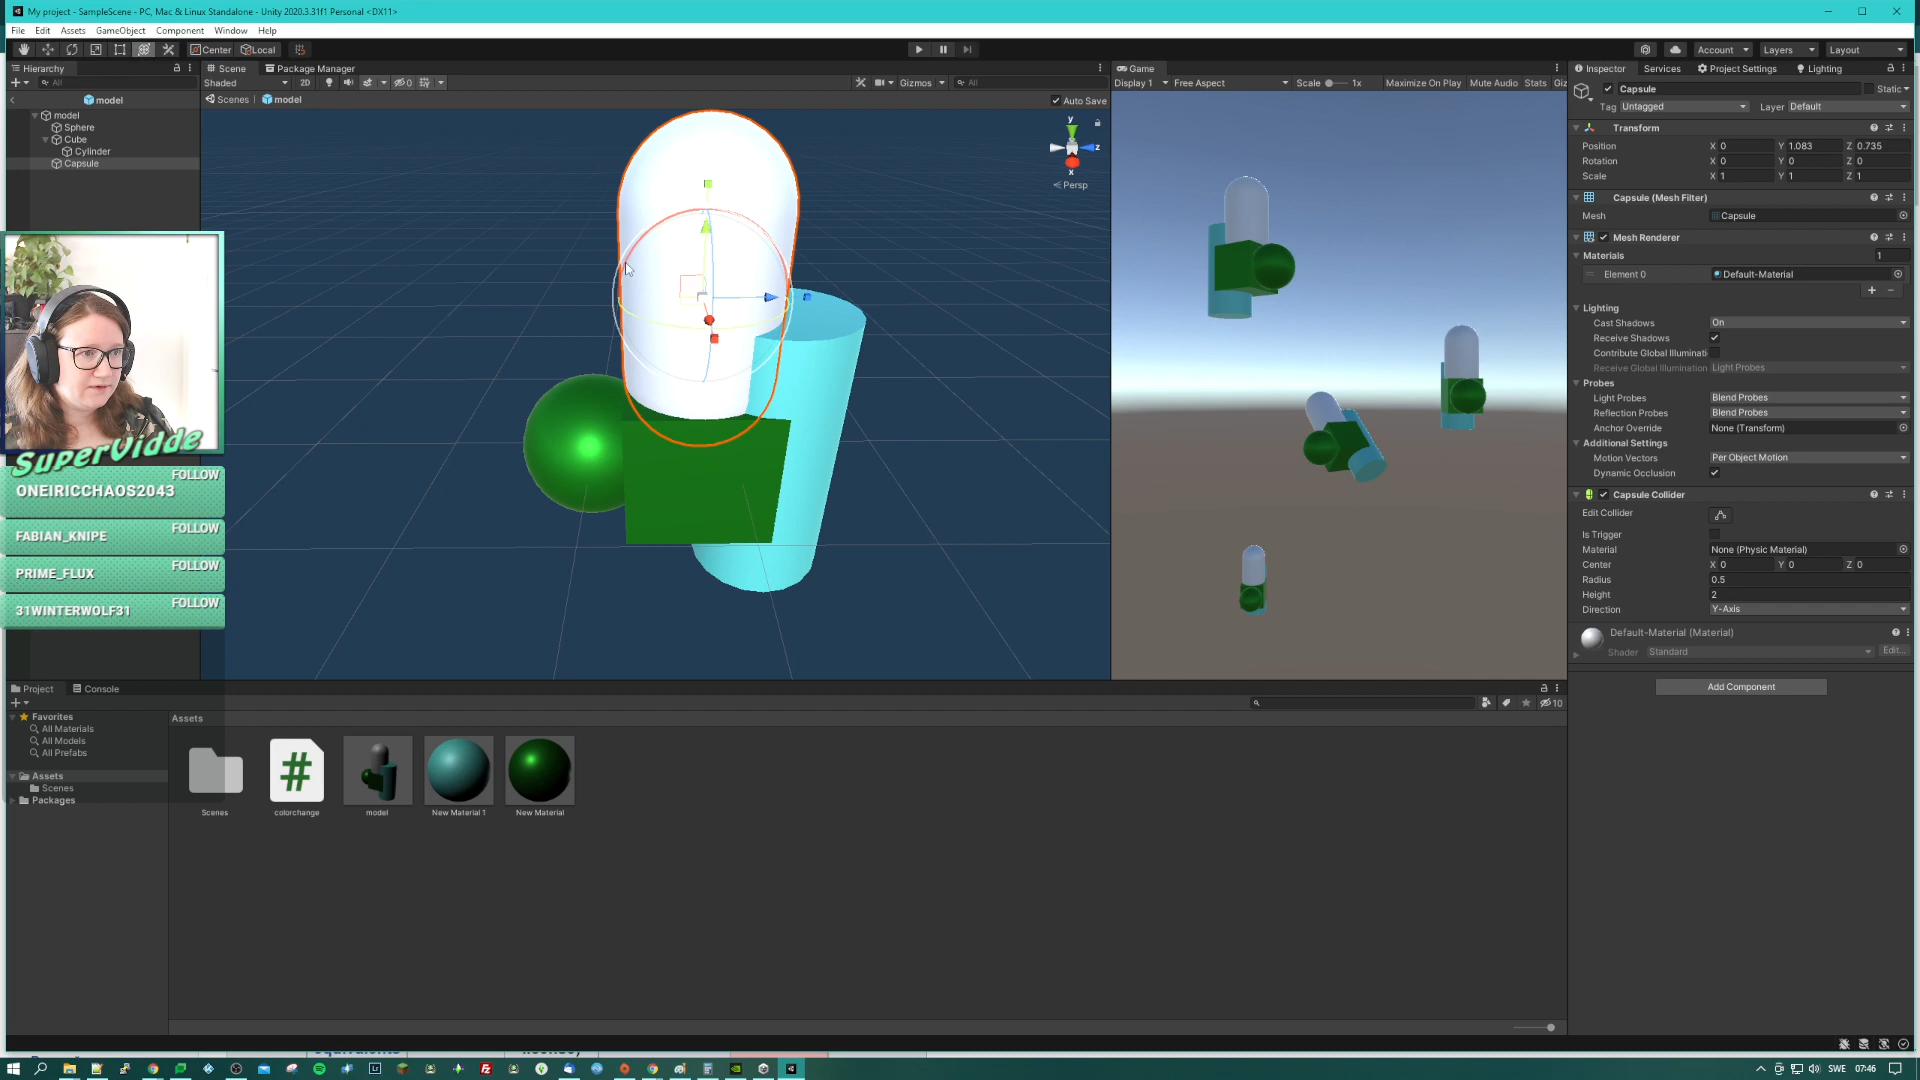 My project - SampleScene - PC, Mac & Linux Standalone - Unity 2020.3.31f1 Personal <DX11>
File Edit Assets GameObject Component Window Help
Center Local Account Layers Layout
Hierarchy Scene Package Manager Game Inspector Services Project Settings Lighting
All Shaded 2D 0 Gizmos All Display 1 Free Aspect Scale 1x Maximize On Play Mute Audio Stats Giz
model
Scenes model Auto Save
model
Sphere
Cube
Cylinder
Capsule
y
z
x
Persp
Capsule Static
Tag Untagged Layer Default
Transform
Position X 0 Y 1.083 Z 0.735
Rotation X 0 Y 0 Z 0
Scale X 1 Y 1 Z 1
Capsule (Mesh Filter)
Mesh Capsule
Mesh Renderer
Materials 1
Element 0 Default-Material
Lighting
Cast Shadows On
Receive Shadows
Contribute Global Illuminati
Receive Global Illumination Light Probes
Probes
Light Probes Blend Probes
Reflection Probes Blend Probes
Anchor Override None (Transform)
Additional Settings
Motion Vectors Per Object Motion
Dynamic Occlusion
Capsule Collider
Edit Collider
Is Trigger
Material None (Physic Material)
Center X 0 Y 0 Z 0
Radius 0.5
Height 2
Direction Y-Axis
Default-Material (Material)
Shader Standard Edit...
Add Component
SuperVidde
FOLLOW
ONEIRICCHAOS2043
FOLLOW
FABIAN_KNIPE
FOLLOW
PRIME_FLUX
FOLLOW
31WINTERWOLF31
Project Console
10
Favorites
All Materials
All Models
All Prefabs
Assets
Scenes
Packages
Assets
Scenes colorchange model New Material 1 New Material
#
SWE 07:46